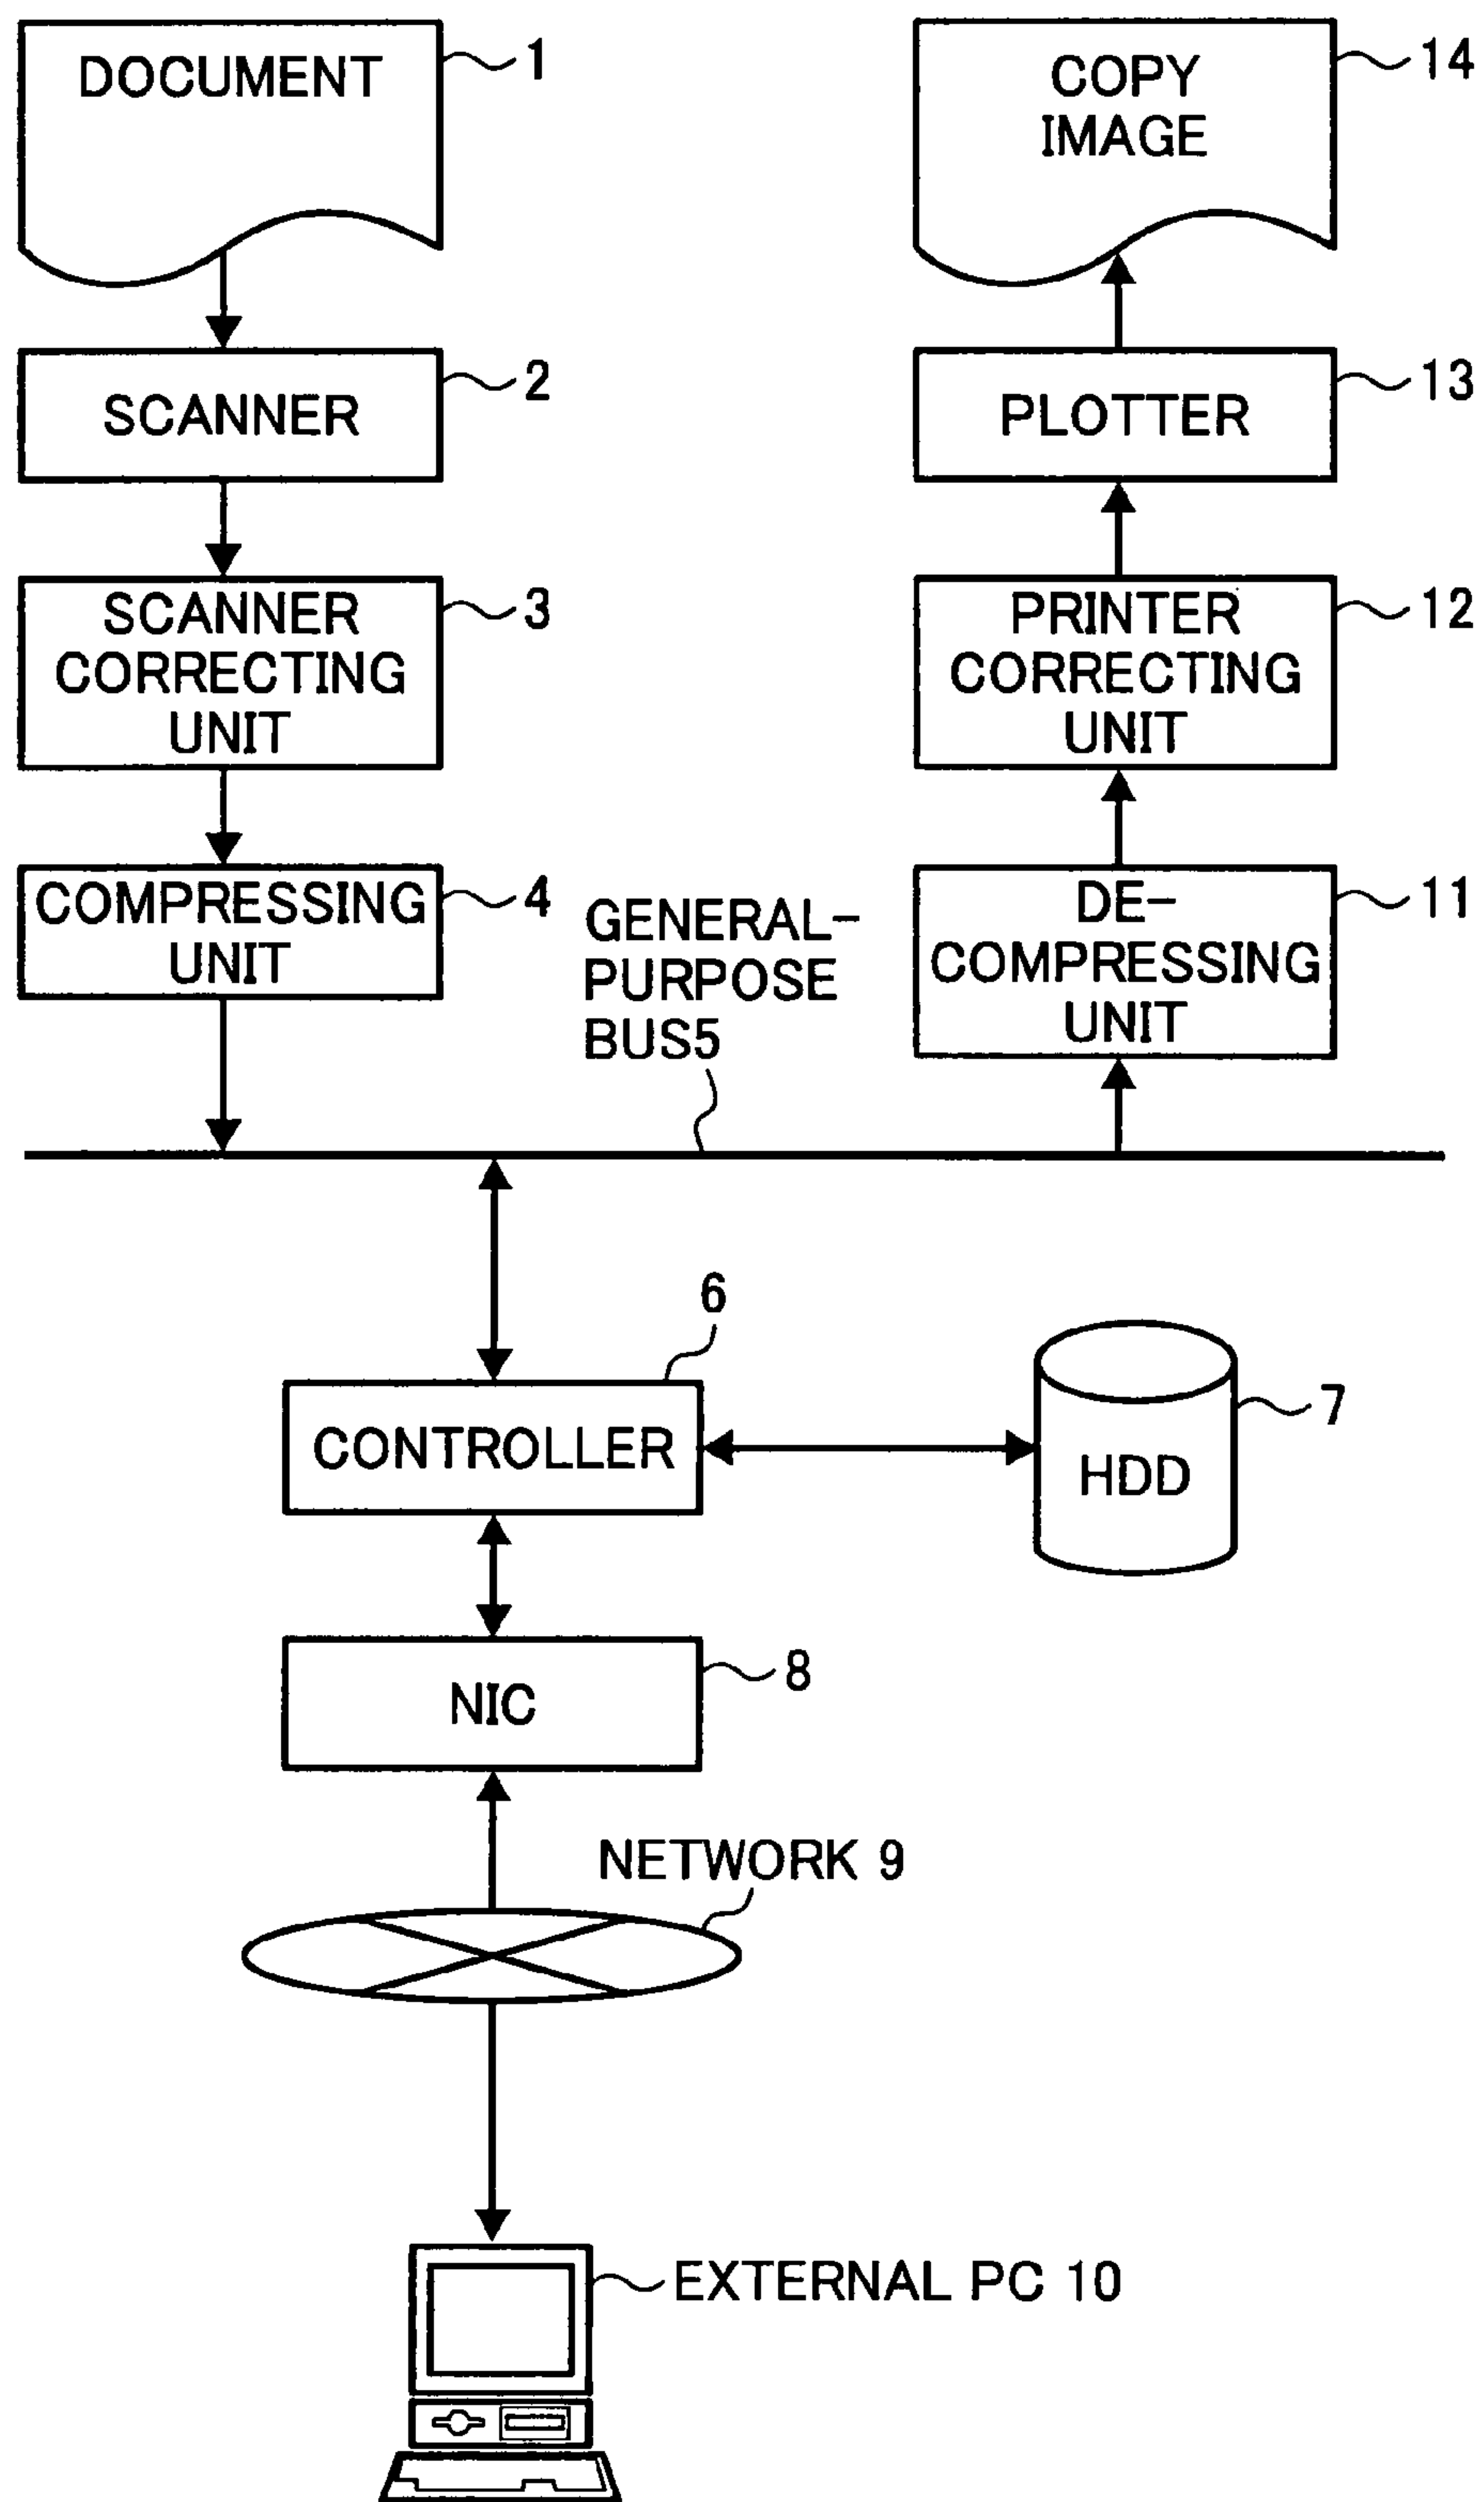 DOCUMENT
1
SCANNER
2
SCANNER
CORRECTING
UNIT
3
COMPRESSING
UNIT
4
GENERAL-
PURPOSE
BUS5
COPY
IMAGE
14
PLOTTER
13
PRINTER
CORRECTING
UNIT
12
DE-
COMPRESSING
UNIT
11
6
CONTROLLER
HDD
7
NIC
8
NETWORK 9
EXTERNAL PC 10